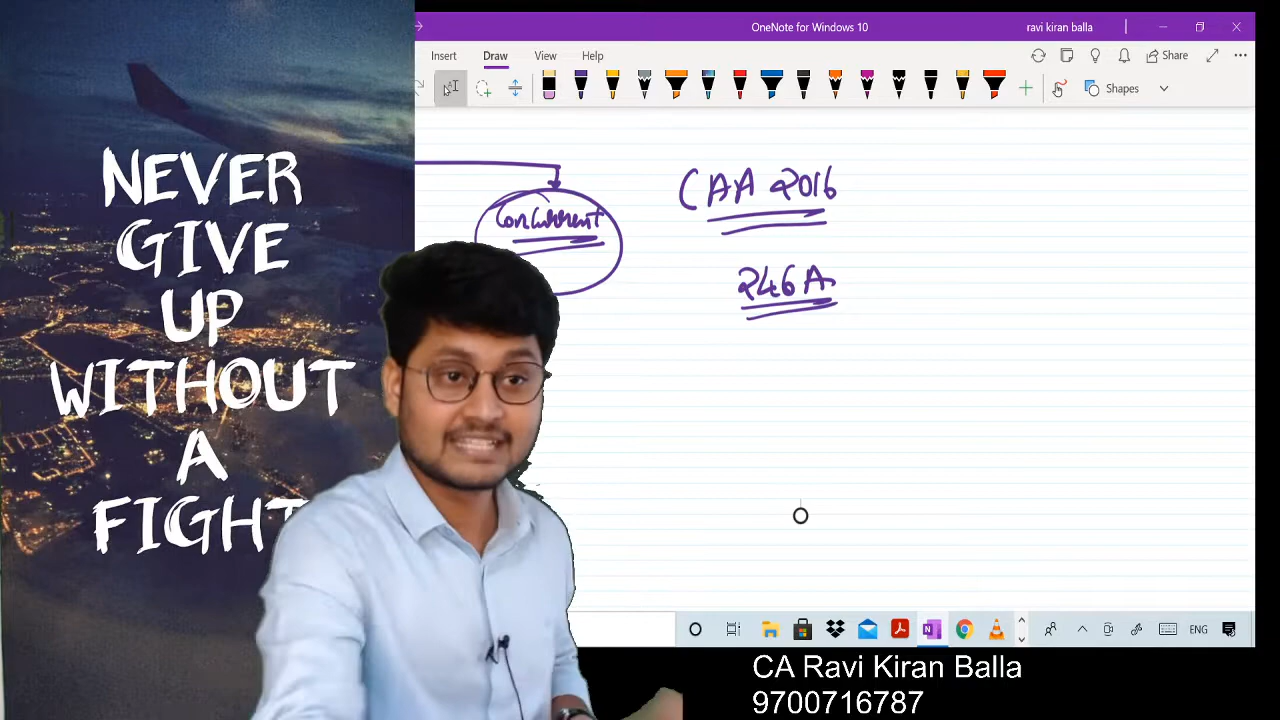 NEVER
GIVE
UP
WITHOUT
A
FIGHT
OneNote for Windows 10
ravi kiran balla
Insert
Draw
View
Help
Share
Shapes
Concurrent
CAA 2016
246A
ENG
CA Ravi Kiran Balla
9700716787